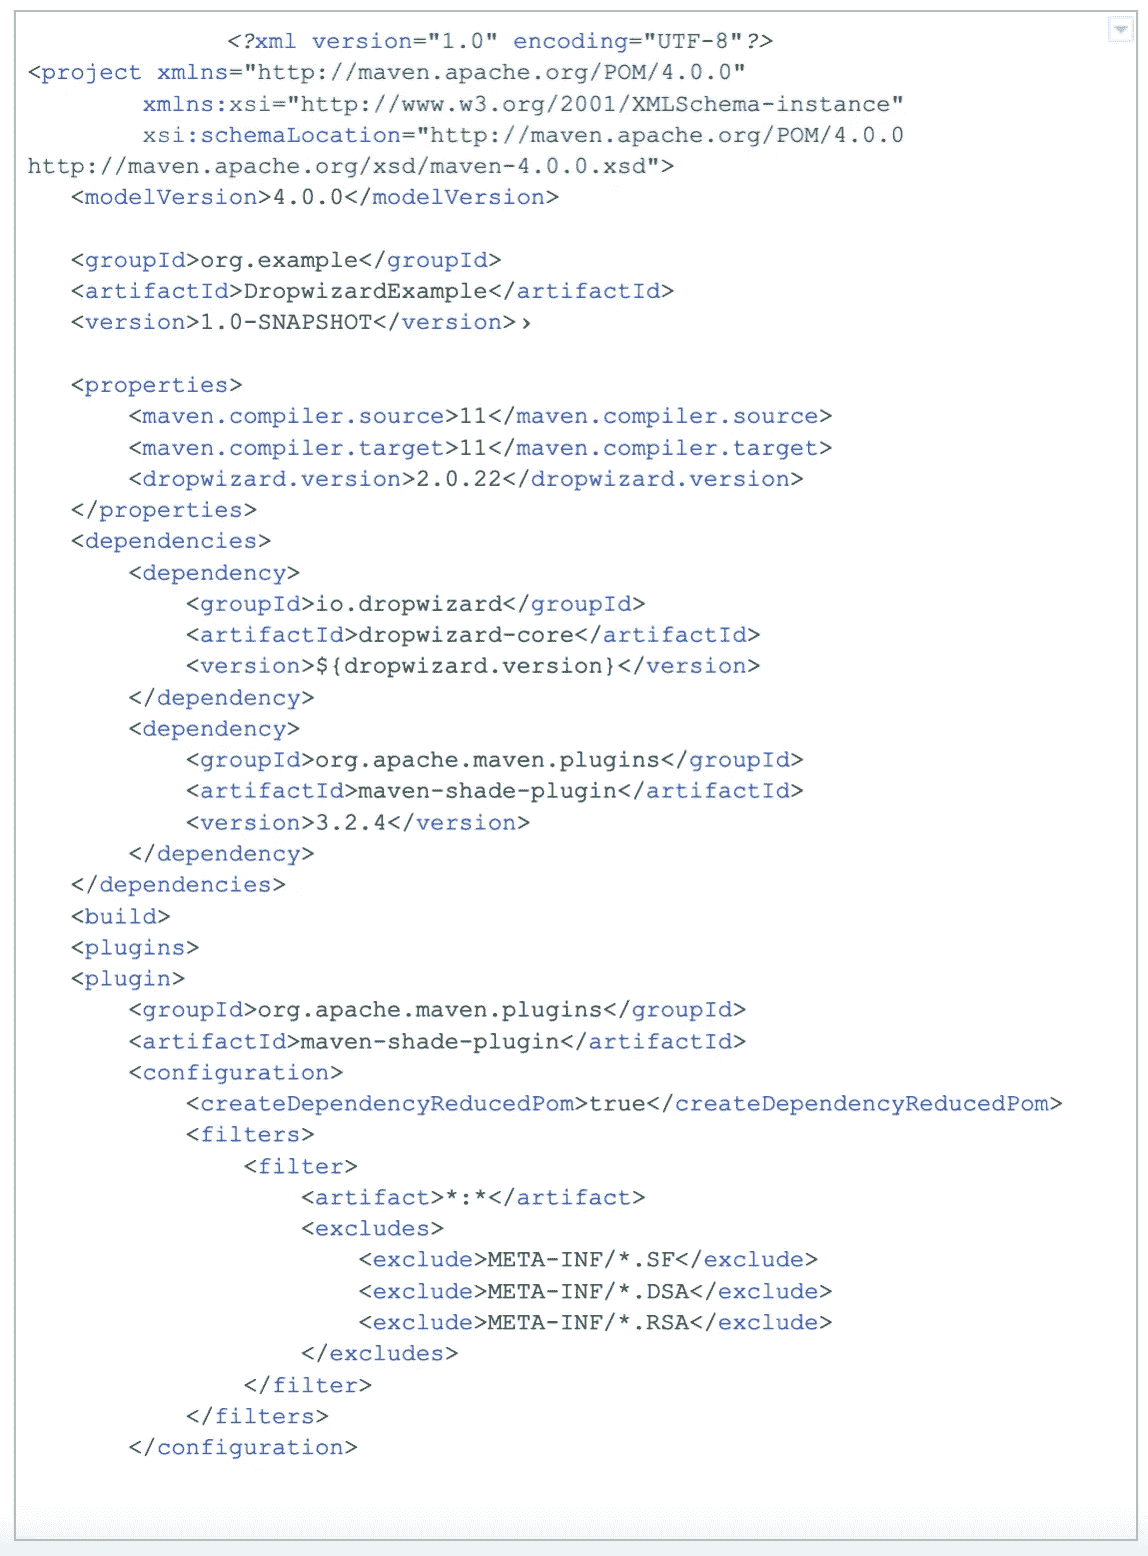 <?xml version="1.0" encoding="UTF-8"?>
<project xmlns="http://maven.apache.org/POM/4.0.0"
xmlns:xsi="http://www.w3.org/2001/XMLSchema-instance"
xsi:schemaLocation="http://maven.apache.org/POM/4.0.0
http://maven.apache.org/xsd/maven-4.0.0.xsd">
<modelVersion>4.0.0</modelVersion>
<groupId>org.example</groupId>
<artifactId>DropwizardExample</artifactId>
<version>1.0-SNAPSHOT</version>›
<properties>
<maven.compiler.source>11</maven.compiler.source>
<maven.compiler.target>11</maven.compiler.target>
<dropwizard.version>2.0.22</dropwizard.version>
</properties>
<dependencies>
<dependency>
<groupId>io.dropwizard</groupId>
<artifactId>dropwizard-core</artifactId>
<version>${dropwizard.version}</version>
</dependency>
<dependency>
<groupId>org.apache.maven.plugins</groupId>
<artifactId>maven-shade-plugin</artifactId>
<version>3.2.4</version>
</dependency>
</dependencies>
<build>
<plugins>
<plugin>
<groupId>org.apache.maven.plugins</groupId>
<artifactId>maven-shade-plugin</artifactId>
<configuration>
<createDependencyReducedPom>true</createDependencyReducedPom>
<filters>
<filter>
<artifact>*:*</artifact>
<excludes>
<exclude>META-INF/*.SF</exclude>
<exclude>META-INF/*.DSA</exclude>
<exclude>META-INF/*.RSA</exclude>
</excludes>
</filter>
</filters>
</configuration>